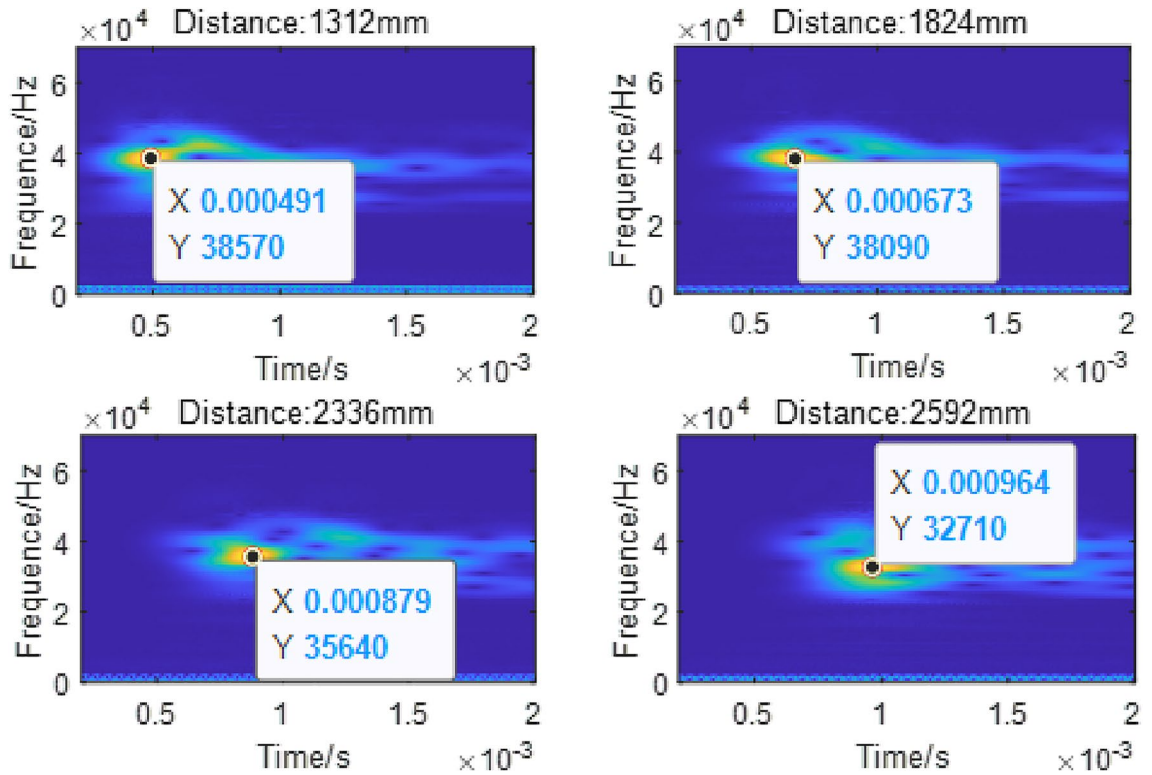 ×10⁴ Distance:1312mm
Frequence/Hz
6
4
2
0
X 0.000491
Y 38570
0.5 1 1.5 2
Time/s ×10⁻³
×10⁴ Distance:1824mm
Frequence/Hz
6
4
2
0
X 0.000673
Y 38090
0.5 1 1.5 2
Time/s ×10⁻³
×10⁴ Distance:2336mm
Frequence/Hz
6
4
2
0
X 0.000879
Y 35640
0.5 1 1.5 2
Time/s ×10⁻³
×10⁴ Distance:2592mm
Frequence/Hz
6
4
2
0
X 0.000964
Y 32710
0.5 1 1.5 2
Time/s ×10⁻³